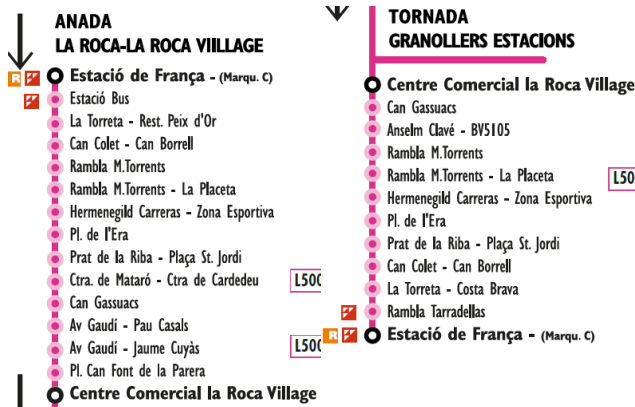 ANADA
LA ROCA-LA ROCA VIILLAGE
R Estació de França - (Marqu. C)
Estació Bus
La Torreta - Rest. Peix d'Or
Can Colet - Can Borrell
Rambla M.Torrents
Rambla M.Torrents - La Placeta
Hermenegild Carreras - Zona Esportiva
Pl. de l'Era
Prat de la Riba - Plaça St. Jordi
Ctra. de Mataró - Ctra de Cardedeu L500
Can Gassuacs
Av Gaudí - Pau Casals
Av Gaudí - Jaume Cuyàs L500
Pl. Can Font de la Parera
Centre Comercial la Roca Village
TORNADA
GRANOLLERS ESTACIONS
Centre Comercial la Roca Village
Can Gassuacs
Anselm Clavé - BV5105
Rambla M.Torrents
Rambla M.Torrents - La Placeta L50
Hermenegild Carreras - Zona Esportiva
Pl. de l'Era
Prat de la Riba - Plaça St. Jordi
Can Colet - Can Borrell
La Torreta - Costa Brava
Rambla Tarradellas
R Estació de França - (Marqu. C)